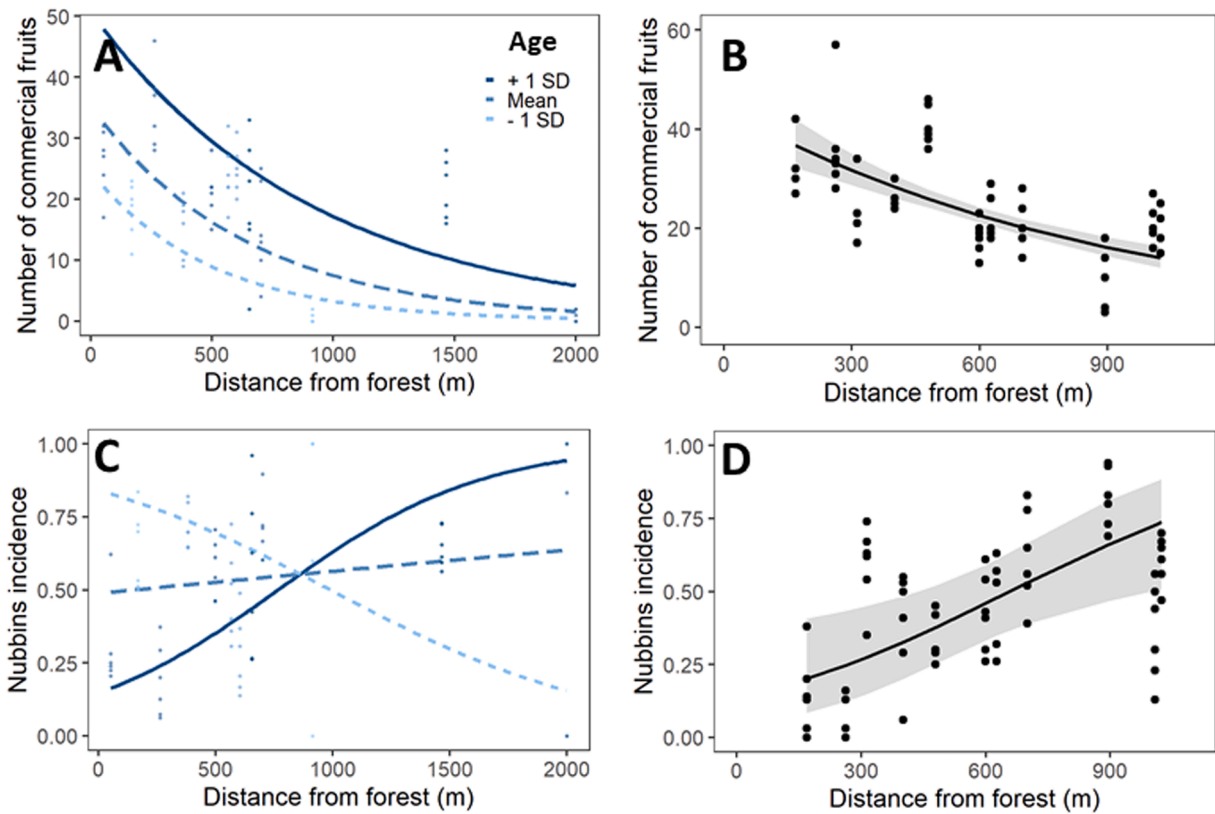 A
Number of commercial fruits
50
40
30
20
10
0
0 500 1000 1500 2000
Distance from forest (m)
Age
+ 1 SD
Mean
- 1 SD
B
Number of commercial fruits
60
40
20
0
0 300 600 900
Distance from forest (m)
C
Nubbins incidence
1.00
0.75
0.50
0.25
0.00
0 500 1000 1500 2000
Distance from forest (m)
D
Nubbins incidence
1.00
0.75
0.50
0.25
0.00
0 300 600 900
Distance from forest (m)